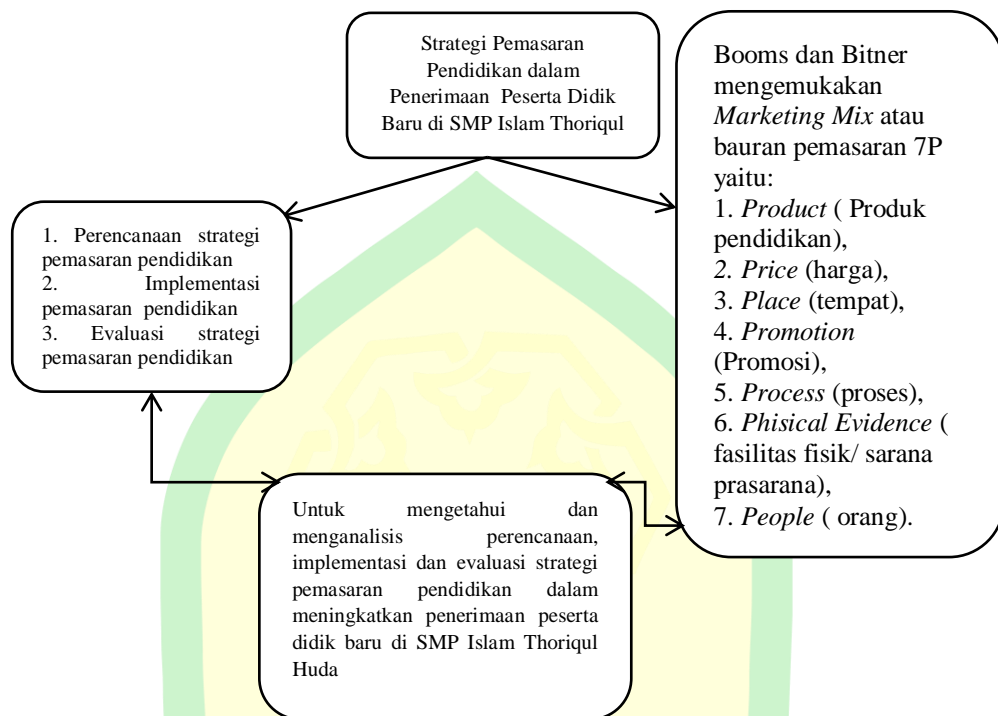 Strategi Pemasaran
Pendidikan dalam
Penerimaan Peserta Didik
Baru di SMP Islam Thoriqul
Booms dan Bitner
mengemukakan
Marketing Mix atau
bauran pemasaran 7P
yaitu:
1. Product ( Produk
pendidikan),
2. Price (harga),
3. Place (tempat),
4. Promotion
(Promosi),
5. Process (proses),
6. Phisical Evidence (
fasilitas fisik/ sarana
prasarana),
7. People ( orang).
1. Perencanaan strategi
pemasaran pendidikan
2. Implementasi
pemasaran pendidikan
3. Evaluasi strategi
pemasaran pendidikan
Untuk mengetahui dan
menganalisis perencanaan,
implementasi dan evaluasi strategi
pemasaran pendidikan dalam
meningkatkan penerimaan peserta
didik baru di SMP Islam Thoriqul
Huda